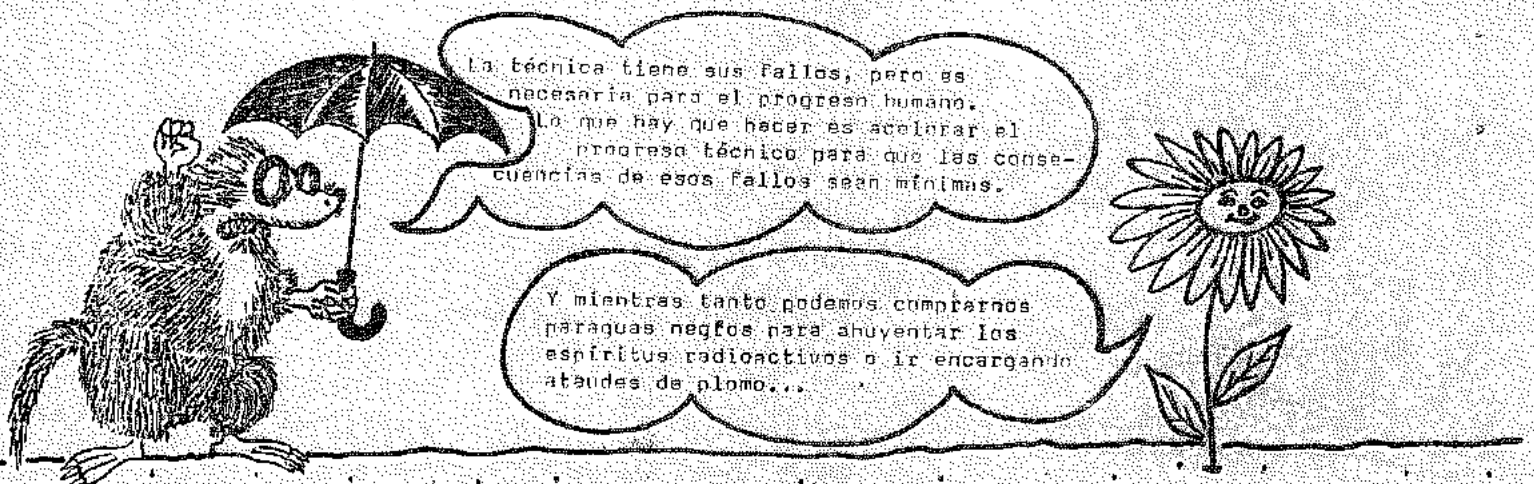 La técnica tiene sus fallos, pero es
necesaria para el progreso humano.
Lo que hay que hacer es acelerar el
progreso técnico para que las conse-
cuencias de esos fallos sean mínimas.
Y mientras tanto podemos comprarnos
paraguas negros para ahuyentar los
espíritus radioactivos o ir encargando
ataudes de plomo...